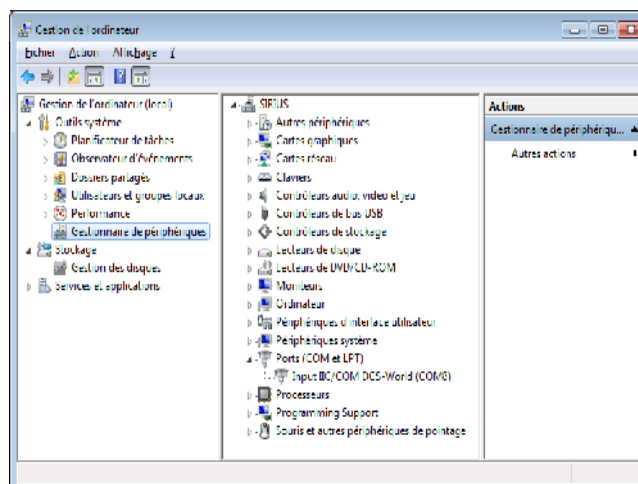 Gestion de l'ordinateur
Fichier Action Affichage ?
Gestion de l'ordinateur (local)
Outils système
Planificateur de tâches
Observateur d'événements
Dossiers partagés
Utilisateurs et groupes locaux
Performance
Gestionnaire de périphériques
Stockage
Gestion des disques
Services et applications
SIRIUS
Autres périphériques
Cartes graphiques
Cartes réseau
Claviers
Contrôleurs audio, vidéo et jeu
Contrôleurs de bus USB
Contrôleurs de stockage
Lecteurs de disque
Lecteurs de DVD/CD-ROM
Moniteurs
Ordinateur
Périphériques d'interface utilisateur
Périphériques système
Ports (COM et LPT)
Input IIC/COM DCS-World (COM8)
Processeurs
Programming Support
Souris et autres périphériques de pointage
Actions
Gestionnaire de périphériqu...
Autres actions